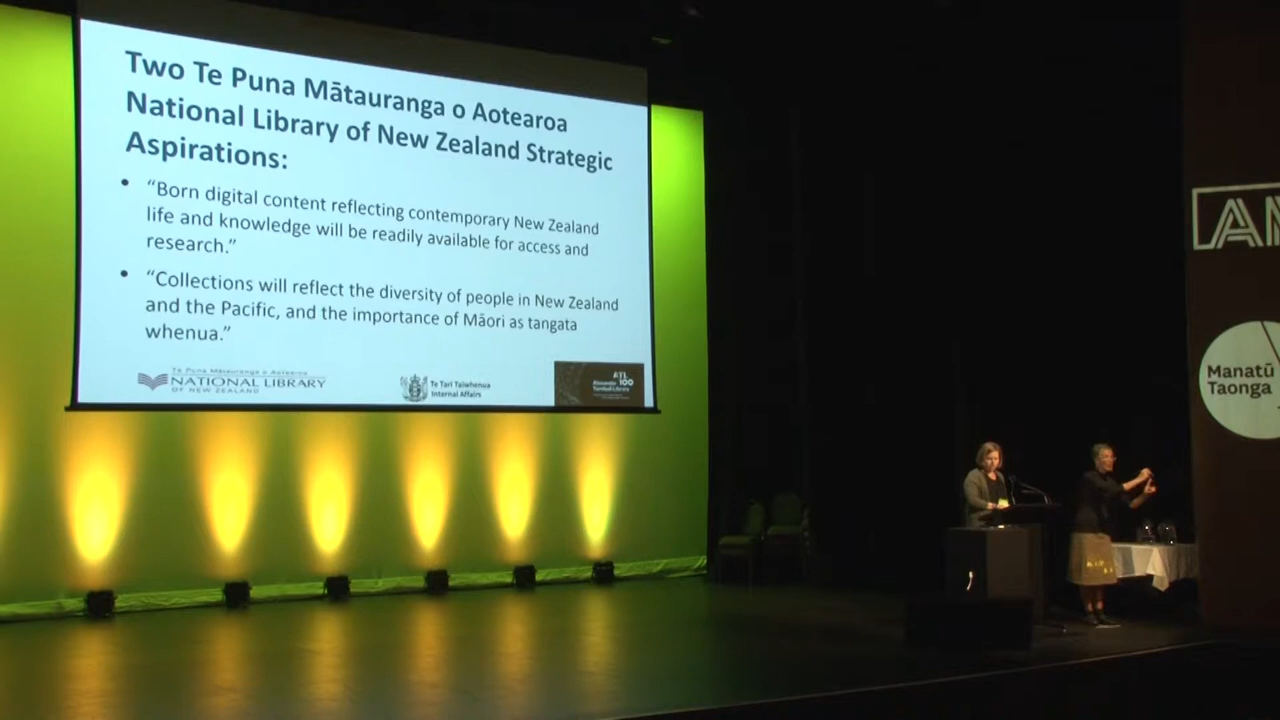 Two Te Puna Mātauranga o Aotearoa
National Library of New Zealand Strategic
Aspirations:
• “Born digital content reflecting contemporary New Zealand
life and knowledge will be readily available for access and
research.”
• “Collections will reflect the diversity of people in New Zealand
and the Pacific, and the importance of Māori as tangata
whenua.”
Te Puna Mātauranga o Aotearoa
NATIONAL LIBRARY
OF NEW ZEALAND
Te Tari Taiwhenua
Internal Affairs
ATL
100
Alexander
Turnbull Library
Manatū
Taonga